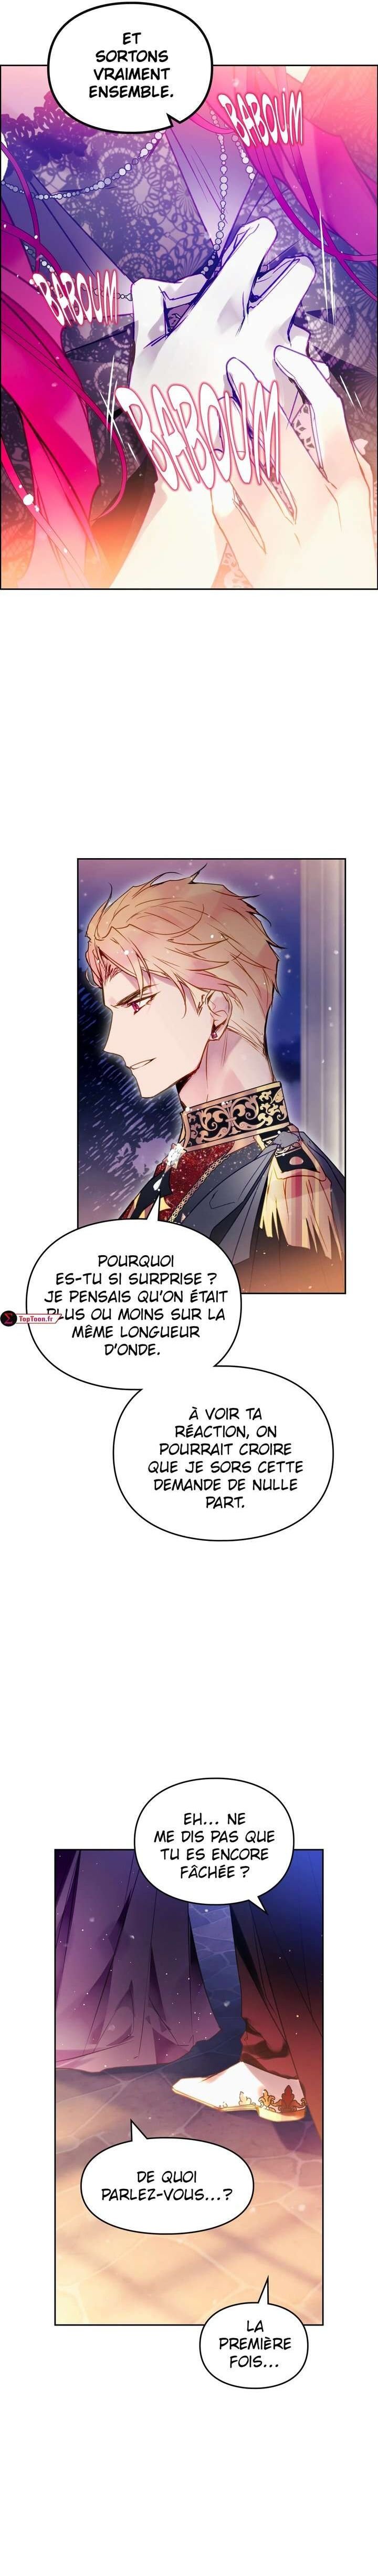 ET
SORTONS
VRAIMENT
ENSEMBLE.
BABOUM
BABOUM
BABOUM
POURQUOI
ES-TU SI SURPRISE ?
JE PENSAIS QU'ON ÉTAIT
PLUS OU MOINS SUR LA
MÊME LONGUEUR
D'ONDE.
TopToon.fr
À VOIR TA
RÉACTION, ON
POURRAIT CROIRE
QUE JE SORS CETTE
DEMANDE DE NULLE
PART.
EH... NE
ME DIS PAS QUE
TU ES ENCORE
FÂCHÉE ?
DE QUOI
PARLEZ-VOUS...?
LA
PREMIÈRE
FOIS...